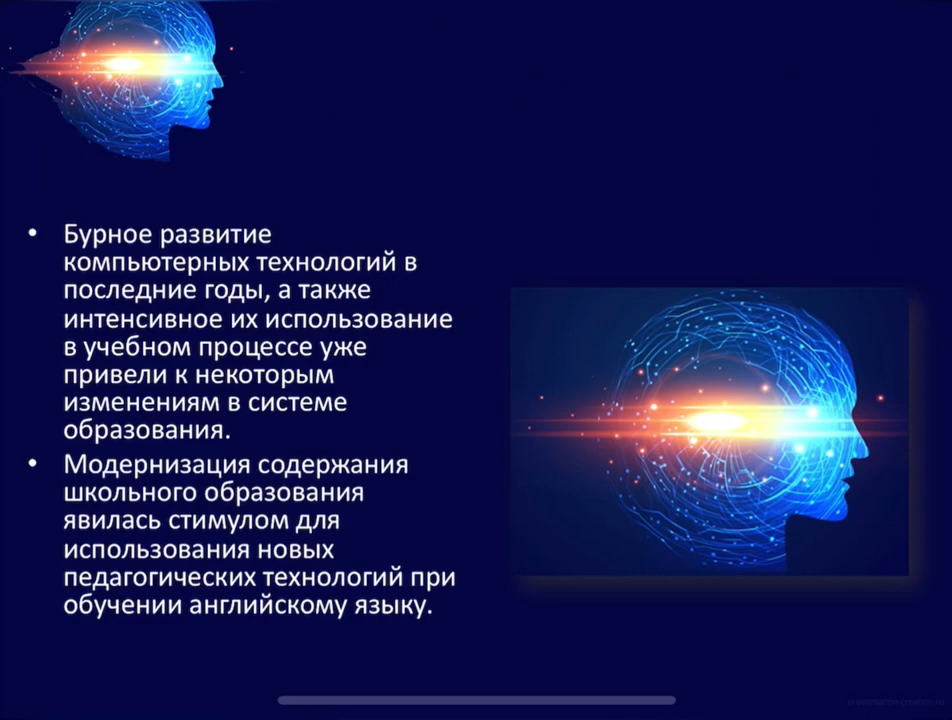 • Бурное развитие
компьютерных технологий в
последние годы, а также
интенсивное их использование
в учебном процессе уже
привели к некоторым
изменениям в системе
образования.
• Модернизация содержания
школьного образования
явилась стимулом для
использования новых
педагогических технологий при
обучении английскому языку.